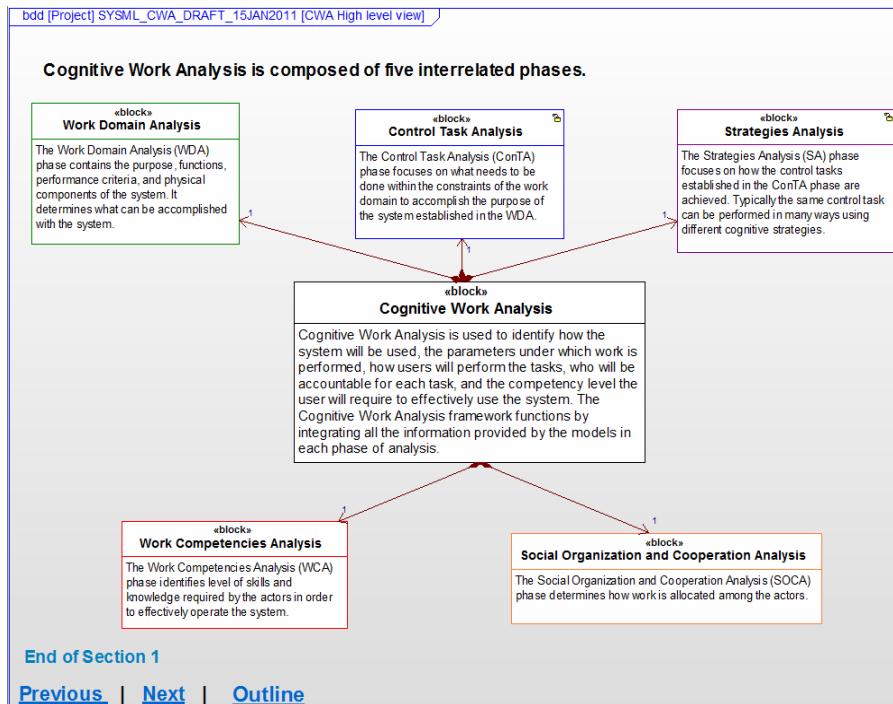 bdd [Project] SYSML_CWA_DRAFT_15JAN2011 [CWA High level view]
Cognitive Work Analysis is composed of five interrelated phases.
«block»
Work Domain Analysis
The Work Domain Analysis (WDA)
phase contains the purpose, functions,
performance criteria, and physical
components of the system. It
determines what can be accomplished
with the system.
«block»
Control Task Analysis
The Control Task Analysis (ConTA)
phase focuses on what needs to be
done within the constraints of the work
domain to accomplish the purpose of
the system established in the WDA.
«block»
Strategies Analysis
The Strategies Analysis (SA) phase
focuses on how the control tasks
established in the ConTA phase are
achieved. Typically the same control task
can be performed in many ways using
different cognitive strategies.
1
1
1
«block»
Cognitive Work Analysis
Cognitive Work Analysis is used to identify how the
system will be used, the parameters under which work is
performed, how users will perform the tasks, who will be
accountable for each task, and the competency level the
user will require to effectively use the system. The
Cognitive Work Analysis framework functions by
integrating all the information provided by the models in
each phase of analysis.
1
1
«block»
Work Competencies Analysis
The Work Competencies Analysis (WCA)
phase identifies level of skills and
knowledge required by the actors in order
to effectively operate the system.
«block»
Social Organization and Cooperation Analysis
The Social Organization and Cooperation Analysis (SOCA)
phase determines how work is allocated among the actors.
End of Section 1
Previous | Next | Outline